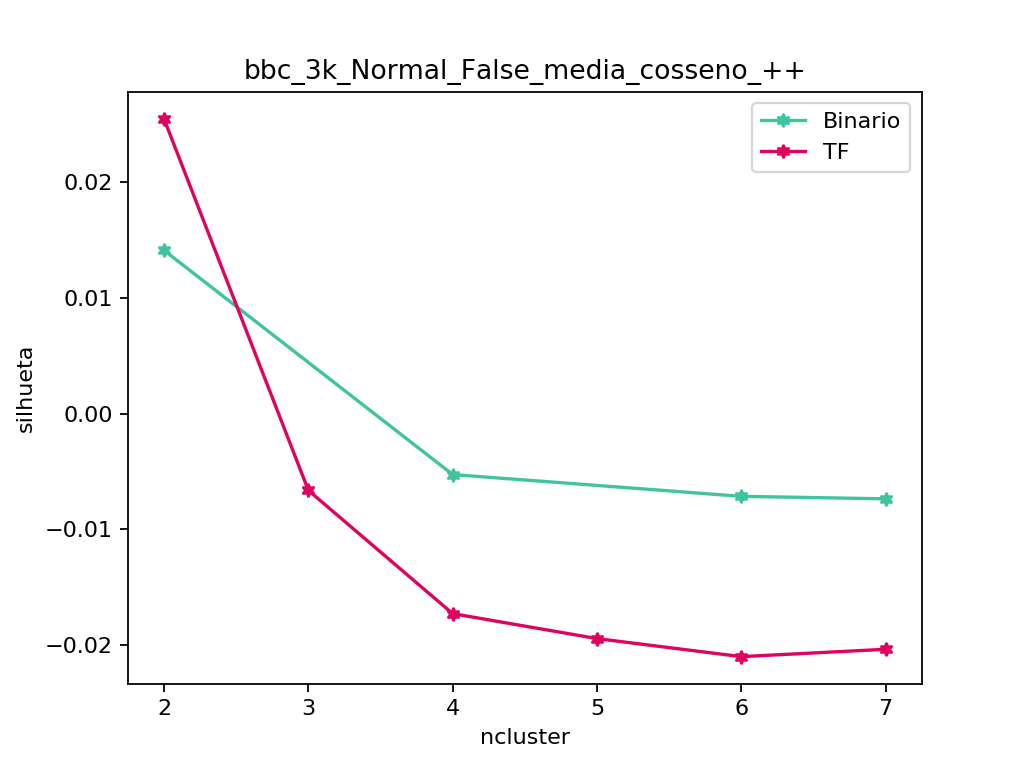 bbc_3k_Normal_False_media_cosseno_++
Binario
TF
0.02
0.01
0.00
−0.01
−0.02
silhueta
2 3 4 5 6 7
ncluster